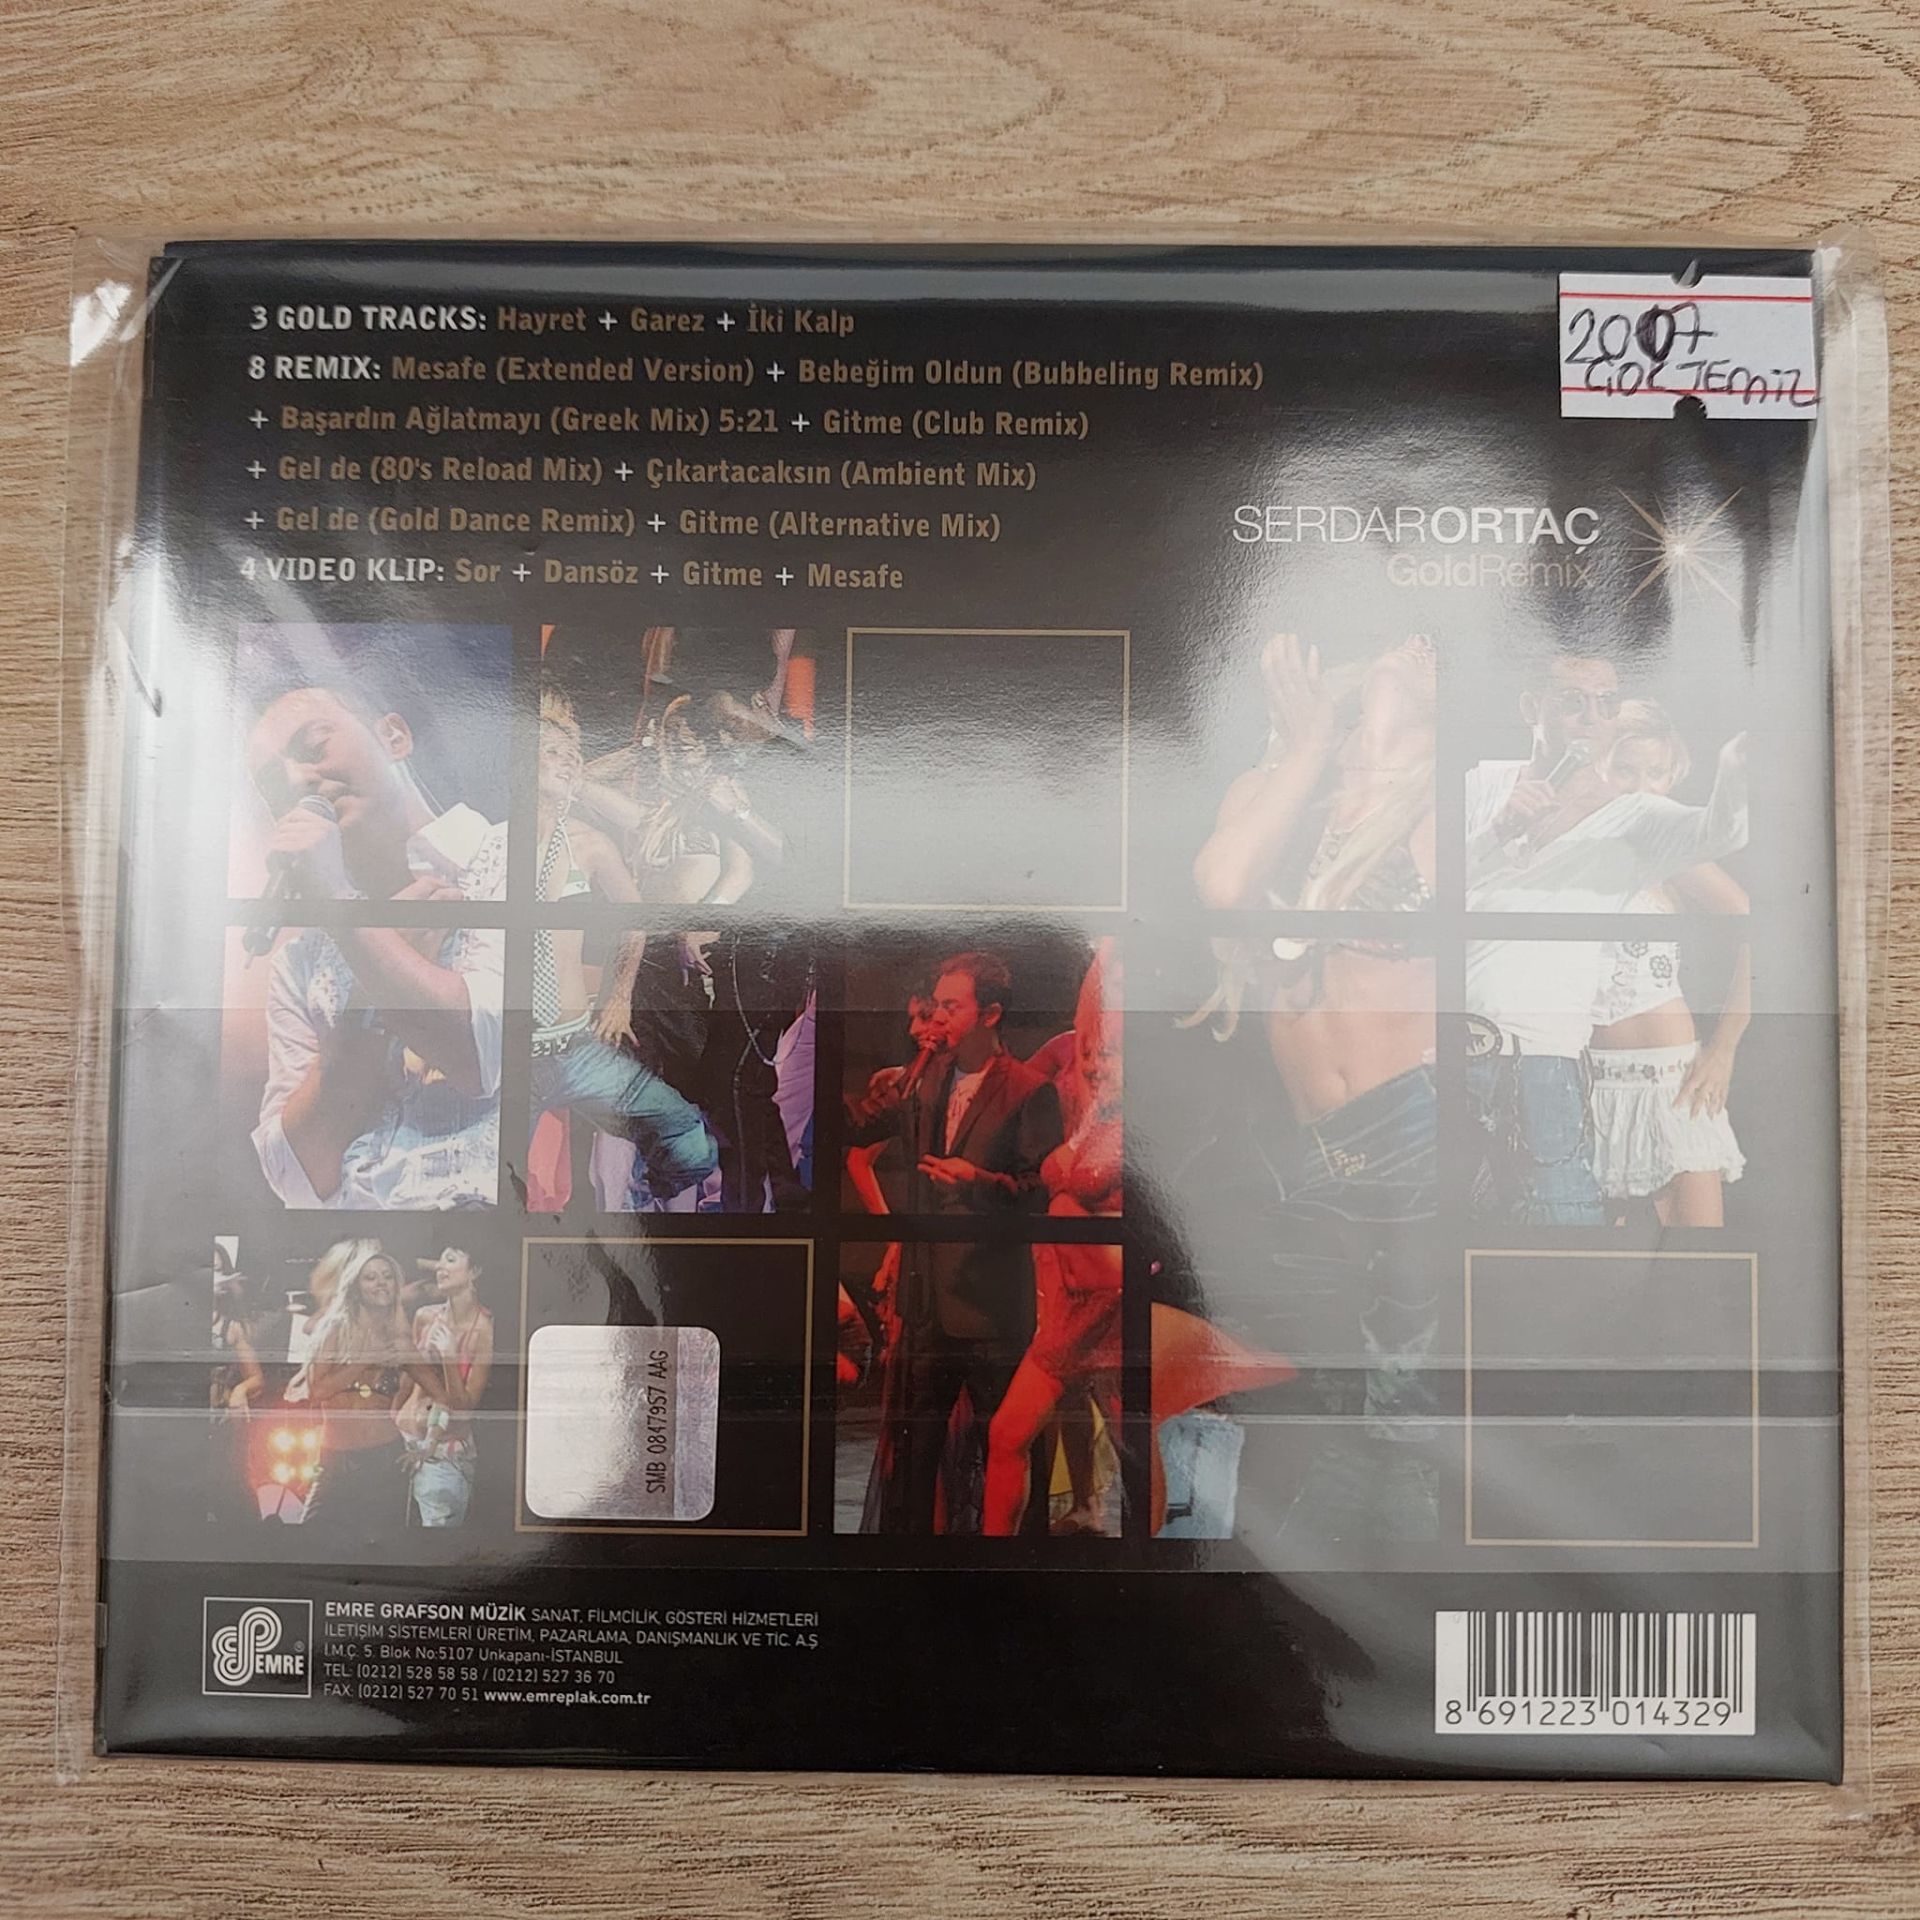 3 GOLD TRACKS: Hayret + Garez + İki Kalp
8 REMIX: Mesafe (Extended Version) + Bebeğim Oldun (Bubbeling Remix)
+ Başardın Ağlatmayı (Greek Mix) 5:21 + Gitme (Club Remix)
+ Gel de (80's Reload Mix) + Çıkartacaksın (Ambient Mix)
+ Gel de (Gold Dance Remix) + Gitme (Alternative Mix)
4 VIDEO KLIP: Sor + Dansöz + Gitme + Mesafe
2007
ÇOK TEMİZ
SERDARORTAÇ
GoldRemix
SMB 0847957 AAG
EMRE
EMRE GRAFSON MÜZİK SANAT, FİLMCİLİK, GÖSTERİ HİZMETLERİ
İLETİŞİM SİSTEMLERİ ÜRETİM, PAZARLAMA, DANIŞMANLIK VE TİC. A.Ş
İ.M.Ç. 5. Blok No:5107 Unkapanı-İSTANBUL
TEL: (0212) 528 58 58 / (0212) 527 36 70
FAX: (0212) 527 70 51 www.emreplak.com.tr
8 691223 014329